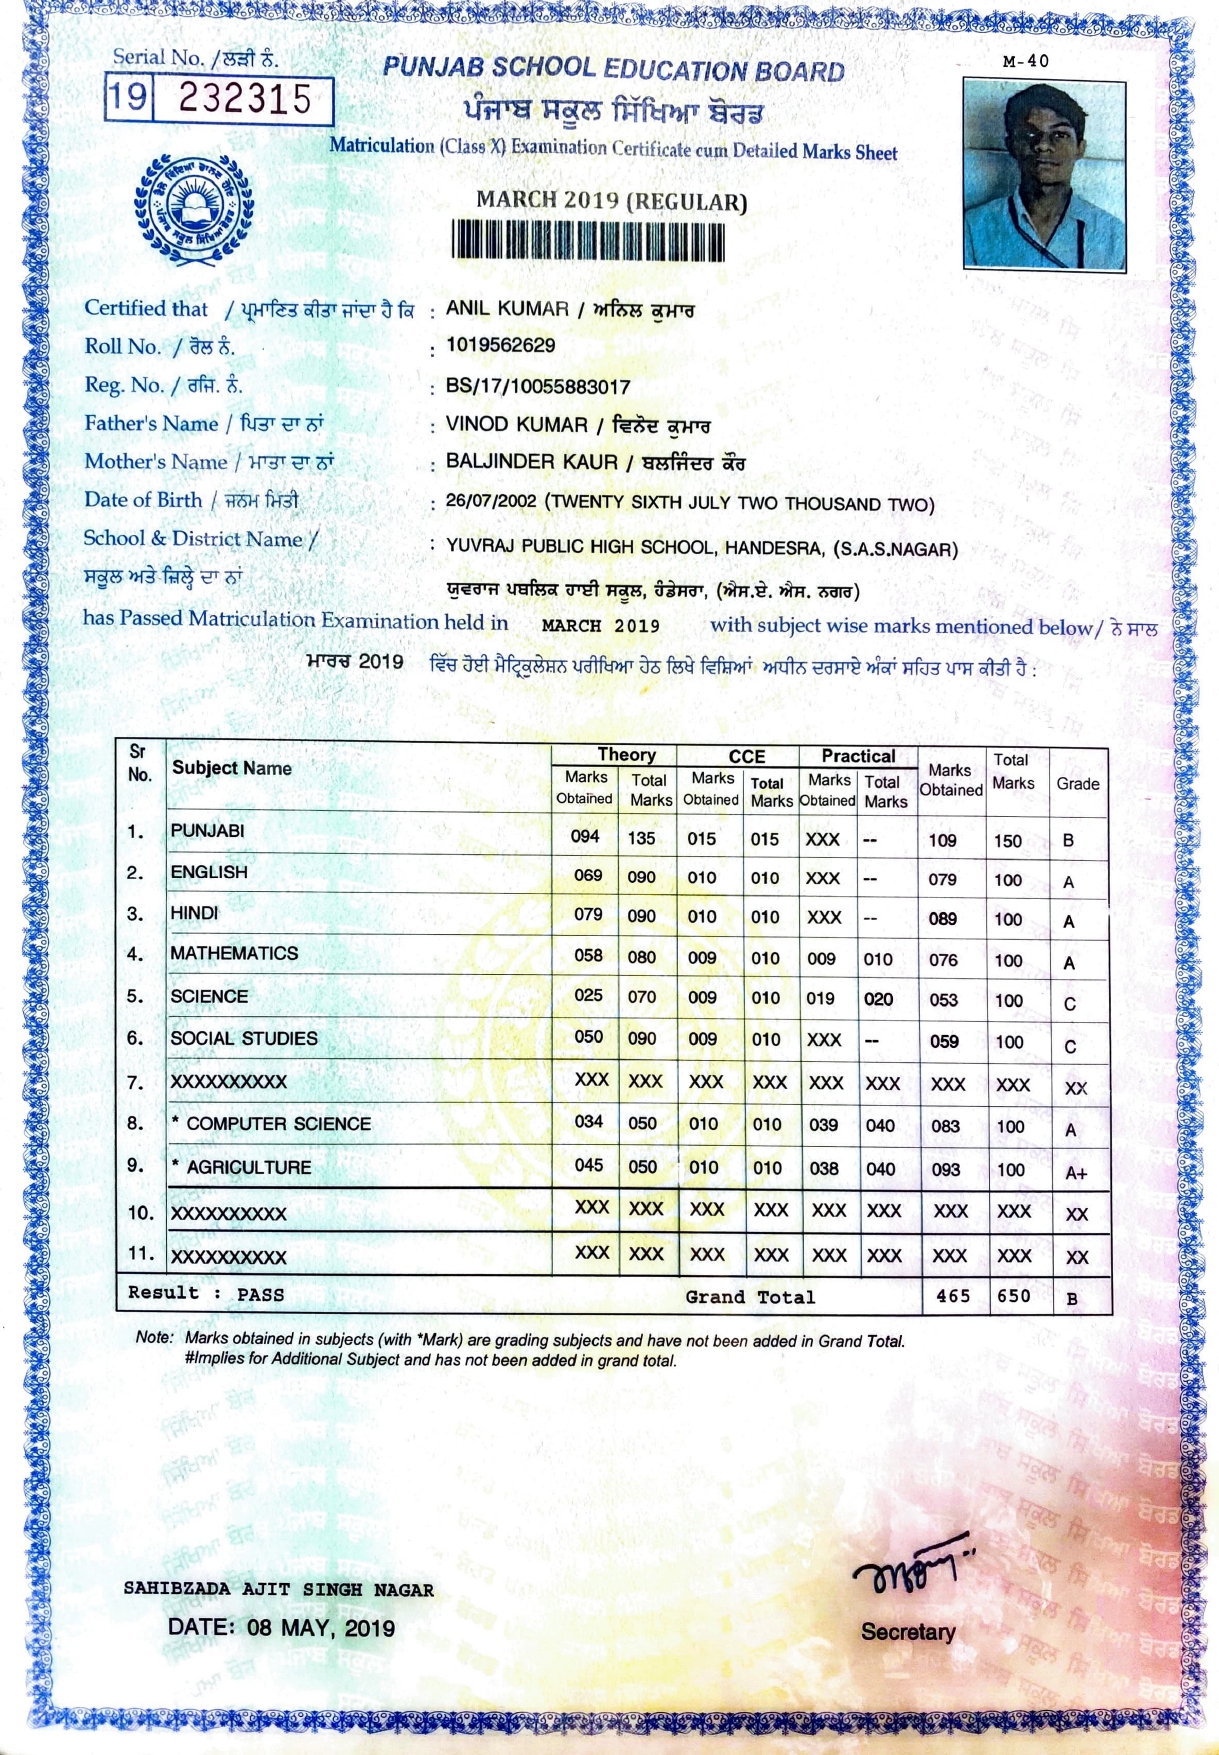 Serial No. /ਲੜੀ ਨੰ.
19 232315
PUNJAB SCHOOL EDUCATION BOARD
ਪੰਜਾਬ ਸਕੂਲ ਸਿੱਖਿਆ ਬੋਰਡ
Matriculation (Class X) Examination Certificate cum Detailed Marks Sheet
M-40
MARCH 2019 (REGULAR)
Certified that / ਪ੍ਰਮਾਣਿਤ ਕੀਤਾ ਜਾਂਦਾ ਹੈ ਕਿ : ANIL KUMAR / ਅਨਿਲ ਕੁਮਾਰ
Roll No. / ਰੋਲ ਨੰ. : 1019562629
Reg. No. / ਰਜਿ. ਨੰ. : BS/17/10055883017
Father's Name / ਪਿਤਾ ਦਾ ਨਾਂ : VINOD KUMAR / ਵਿਨੋਦ ਕੁਮਾਰ
Mother's Name / ਮਾਤਾ ਦਾ ਨਾਂ : BALJINDER KAUR / ਬਲਜਿੰਦਰ ਕੌਰ
Date of Birth / ਜਨਮ ਮਿਤੀ : 26/07/2002 (TWENTY SIXTH JULY TWO THOUSAND TWO)
School & District Name / : YUVRAJ PUBLIC HIGH SCHOOL, HANDESRA, (S.A.S.NAGAR)
ਸਕੂਲ ਅਤੇ ਜ਼ਿਲ੍ਹੇ ਦਾ ਨਾਂ ਯੁਵਰਾਜ ਪਬਲਿਕ ਹਾਈ ਸਕੂਲ, ਹੰਡੇਸਰਾ, (ਐਸ.ਏ. ਐਸ. ਨਗਰ)
has Passed Matriculation Examination held in MARCH 2019 with subject wise marks mentioned below/ ਨੇ ਸਾਲ
ਮਾਰਚ 2019 ਵਿੱਚ ਹੋਈ ਮੈਟ੍ਰਿਕੁਲੇਸ਼ਨ ਪਰੀਖਿਆ ਹੇਠ ਲਿਖੇ ਵਿਸ਼ਿਆਂ ਅਧੀਨ ਦਰਸਾਏ ਅੰਕਾਂ ਸਹਿਤ ਪਾਸ ਕੀਤੀ ਹੈ :
Sr No. Subject Name Theory CCE Practical Marks Obtained Total Marks Grade
Marks Obtained Total Marks Marks Obtained Total Marks Marks Obtained Total Marks
1. PUNJABI 094 135 015 015 XXX -- 109 150 B
2. ENGLISH 069 090 010 010 XXX -- 079 100 A
3. HINDI 079 090 010 010 XXX -- 089 100 A
4. MATHEMATICS 058 080 009 010 009 010 076 100 A
5. SCIENCE 025 070 009 010 019 020 053 100 C
6. SOCIAL STUDIES 050 090 009 010 XXX -- 059 100 C
7. XXXXXXXXXX XXX XXX XXX XXX XXX XXX XXX XXX XX
8. * COMPUTER SCIENCE 034 050 010 010 039 040 083 100 A
9. * AGRICULTURE 045 050 010 010 038 040 093 100 A+
10. XXXXXXXXXX XXX XXX XXX XXX XXX XXX XXX XXX XX
11. XXXXXXXXXX XXX XXX XXX XXX XXX XXX XXX XXX XX
Result : PASS Grand Total 465 650 B
Note: Marks obtained in subjects (with *Mark) are grading subjects and have not been added in Grand Total.
#Implies for Additional Subject and has not been added in grand total.
SAHIBZADA AJIT SINGH NAGAR
DATE: 08 MAY, 2019
Secretary